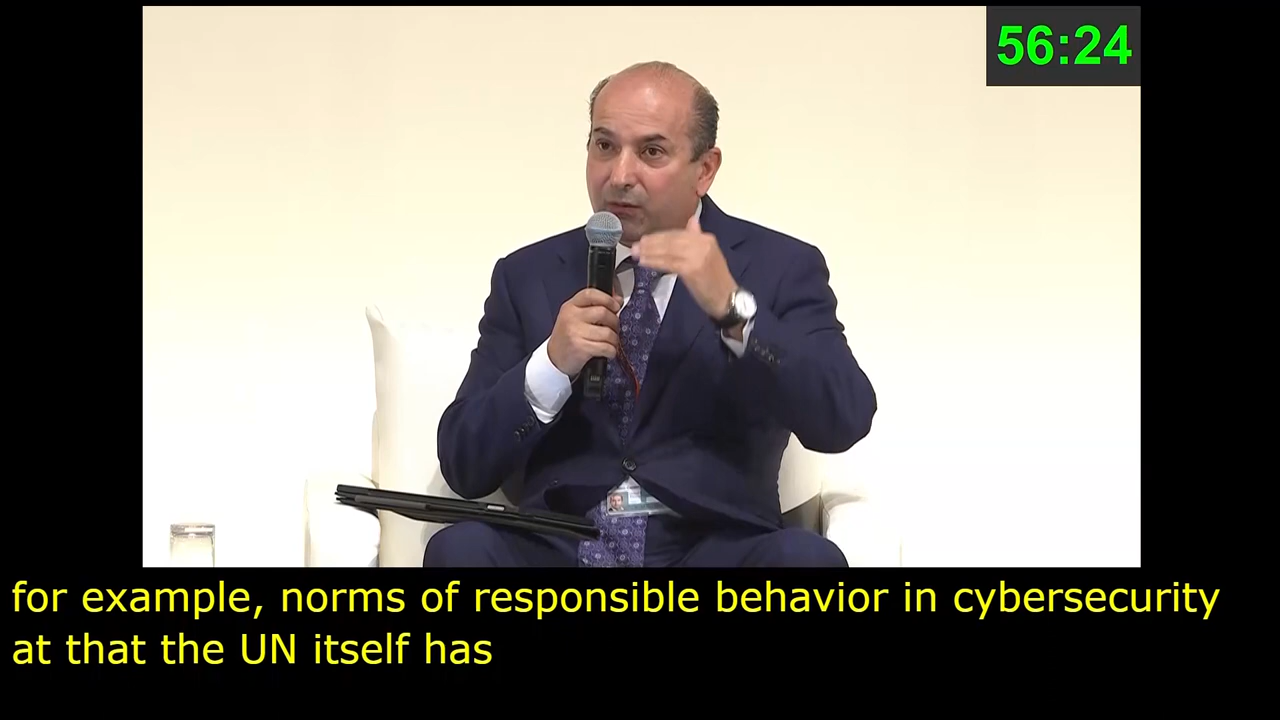 56:24
for example, norms of responsible behavior in cybersecurity
at that the UN itself has